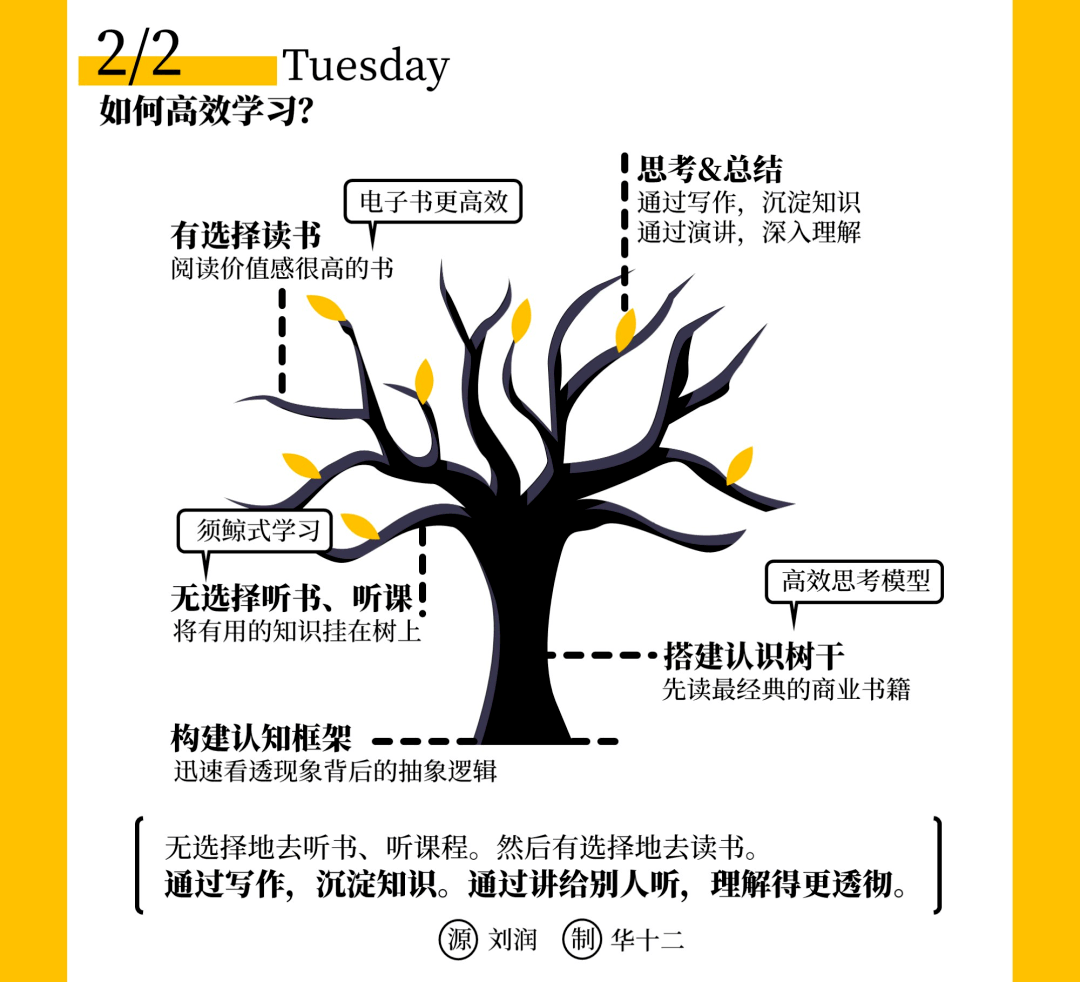 2/2 Tuesday
如何高效学习？
思考&总结
通过写作，沉淀知识
通过演讲，深入理解
电子书更高效
有选择读书
阅读价值感很高的书
须鲸式学习
无选择听书、听课
将有用的知识挂在树上
高效思考模型
搭建认识树干
先读最经典的商业书籍
构建认知框架
迅速看透现象背后的抽象逻辑
无选择地去听书、听课程。然后有选择地去读书。
通过写作，沉淀知识。通过讲给别人听，理解得更透彻。
源 刘润 制 华十二